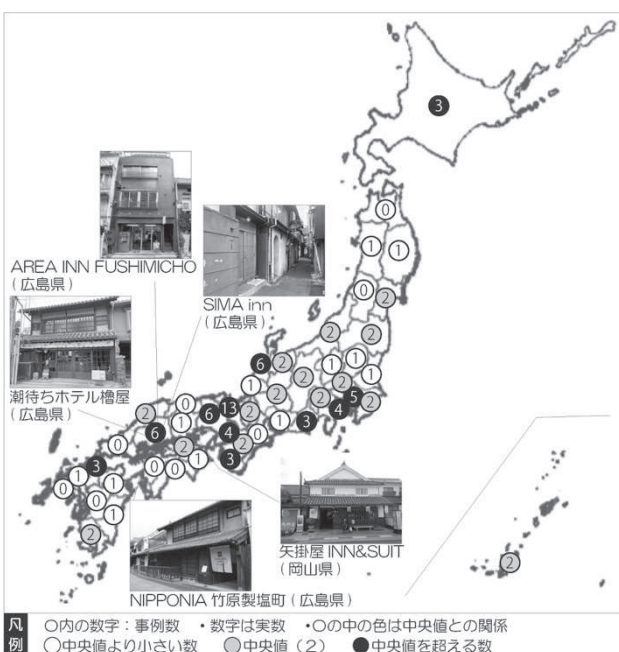 3
0
1 1
AREA INN FUSHIMICHO
(広島県)
SIMA inn
(広島県)
0 2
2 2
潮待ちホテル櫓屋
(広島県)
6 2 1 1
1 2 2 1
2 2 5 2
0 13 2 4
2 6
1 1 3
6 4 0
0 2 2
3 0 0 1 3
1 1
0 0
1
2
矢掛屋 INN&SUIT
(岡山県)
2
NIPPONIA 竹原製塩町 (広島県)
凡例
○内の数字：事例数 ・数字は実数 ・○の中の色は中央値との関係
○中央値より小さい数 ●中央値（2） ●中央値を超える数